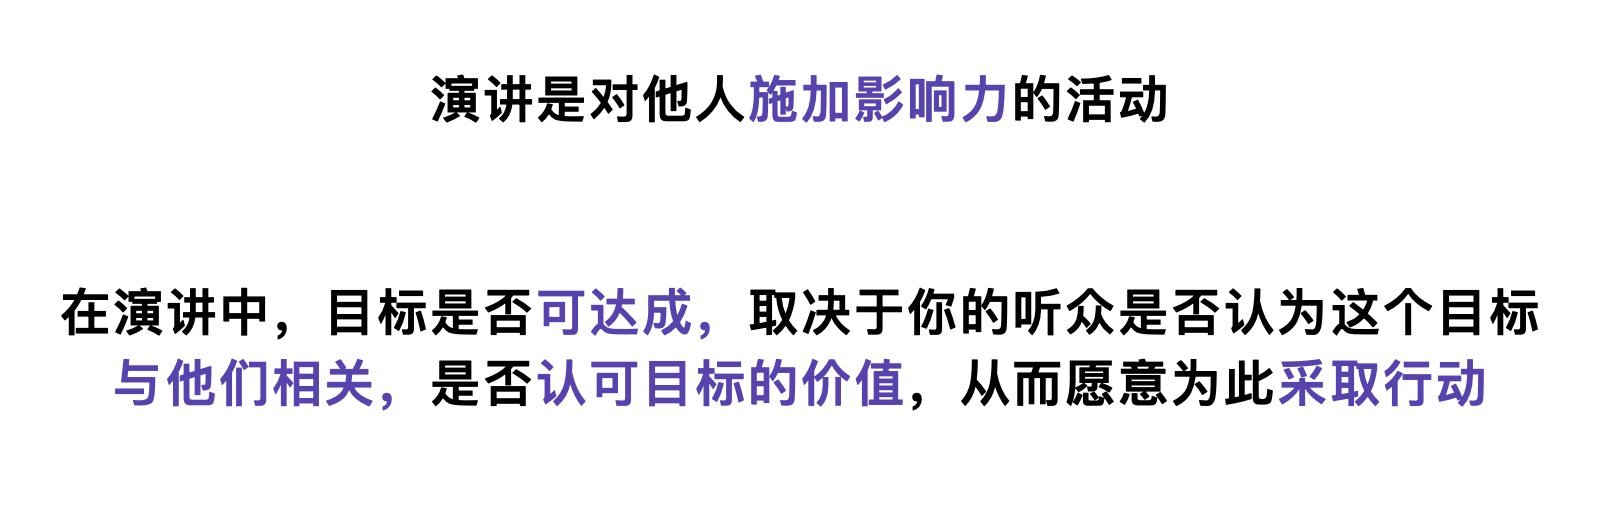 演讲是对他人施加影响力的活动
在演讲中，目标是否可达成，取决于你的听众是否认为这个目标
与他们相关，是否认可目标的价值，从而愿意为此采取行动